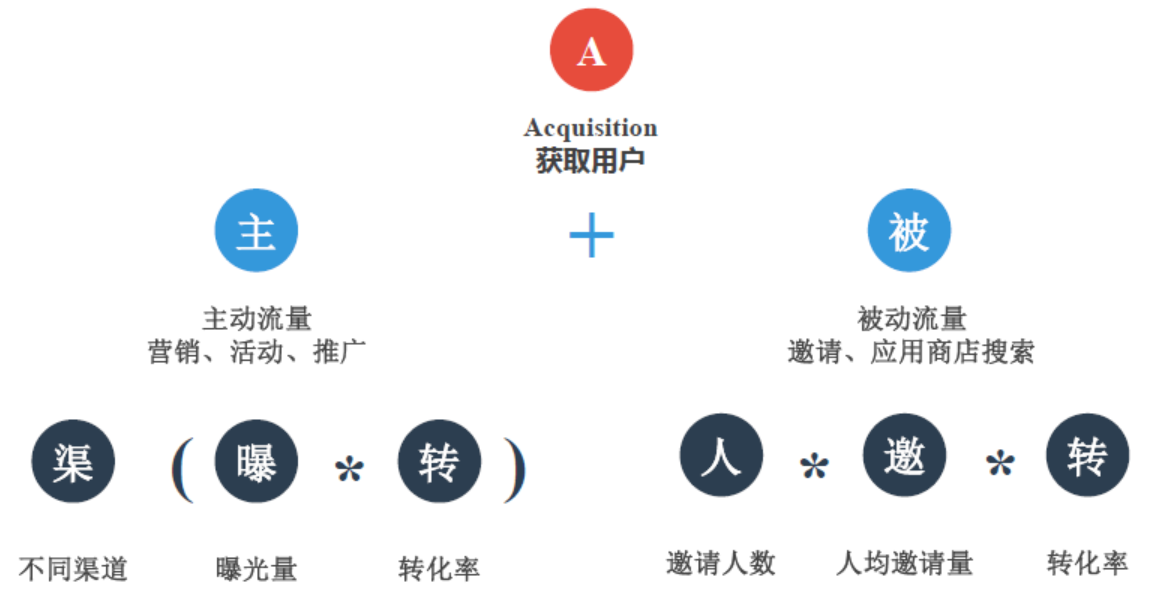 A
Acquisition
获取用户
主 + 被
主动流量
营销、活动、推广
被动流量
邀请、应用商店搜索
渠 ( 曝 * 转 )
人 * 邀 * 转
不同渠道 曝光量 转化率
邀请人数 人均邀请量 转化率